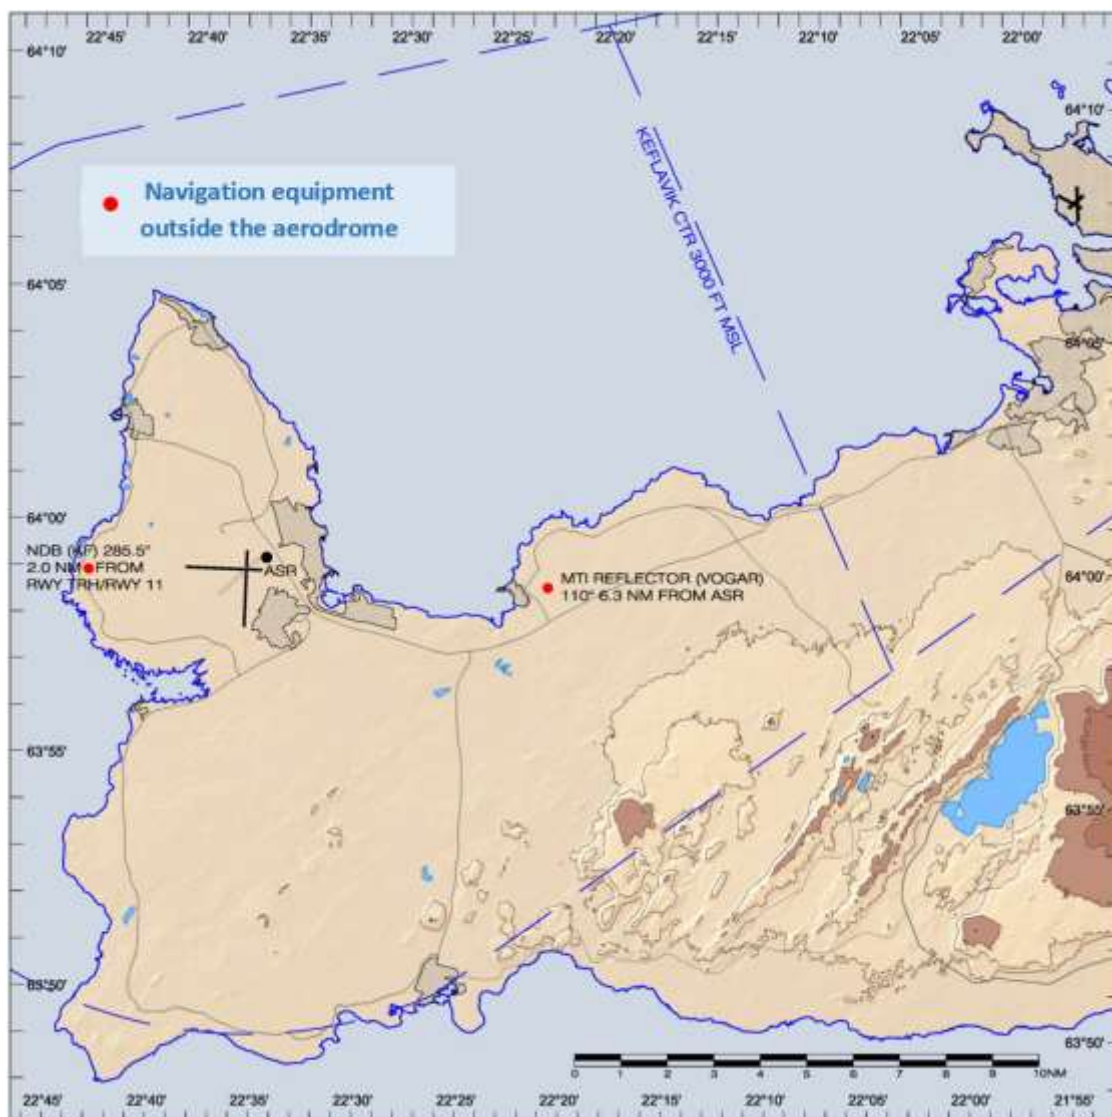 22°45' 22°40' 22°35' 22°30' 22°25' 22°20' 22°15' 22°10' 22°05' 22°00'
64°10'
64°10'
Navigation equipment
outside the aerodrome
KEFLAVÍK CTR 3000 FT MSL
64°05'
64°05'
64°00'
NDB (KF) 285.5°
2.0 NM FROM
RWY TRH/RWY 11
ASR
MTI REFLECTOR (VOGAR)
110° 6.3 NM FROM ASR
64°00'
63°55'
63°55'
63°50'
63°50'
0 1 2 3 4 5 6 7 8 9 10NM
22°45' 22°40' 22°35' 22°30' 22°25' 22°20' 22°15' 22°10' 22°05' 22°00' 21°55'